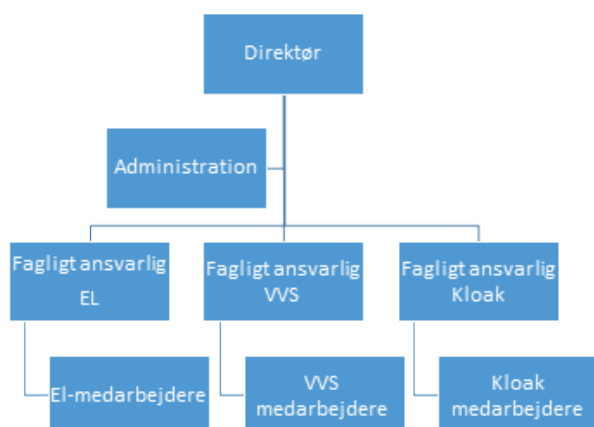 Direktør
Administration
Fagligt ansvarlig
EL
Fagligt ansvarlig
VVS
Fagligt ansvarlig
Kloak
El-medarbejdere
VVS
medarbejdere
Kloak
medarbejdere